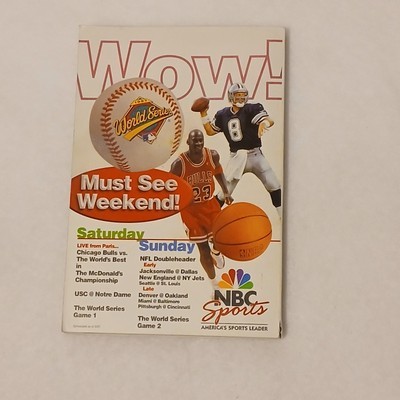 Wow!
World Series
8
BULLS
23
Must See
Weekend!
Saturday
LIVE from Paris...
Chicago Bulls vs.
The World's Best
in
The McDonald's
Championship
USC @ Notre Dame
The World Series
Game 1
Sunday
NFL Doubleheader
Early
Jacksonville @ Dallas
New England @ NY Jets
Seattle @ St. Louis
Late
Denver @ Oakland
Miami @ Baltimore
Pittsburgh @ Cincinnati
The World Series
Game 2
NBC
Sports
AMERICA'S SPORTS LEADER